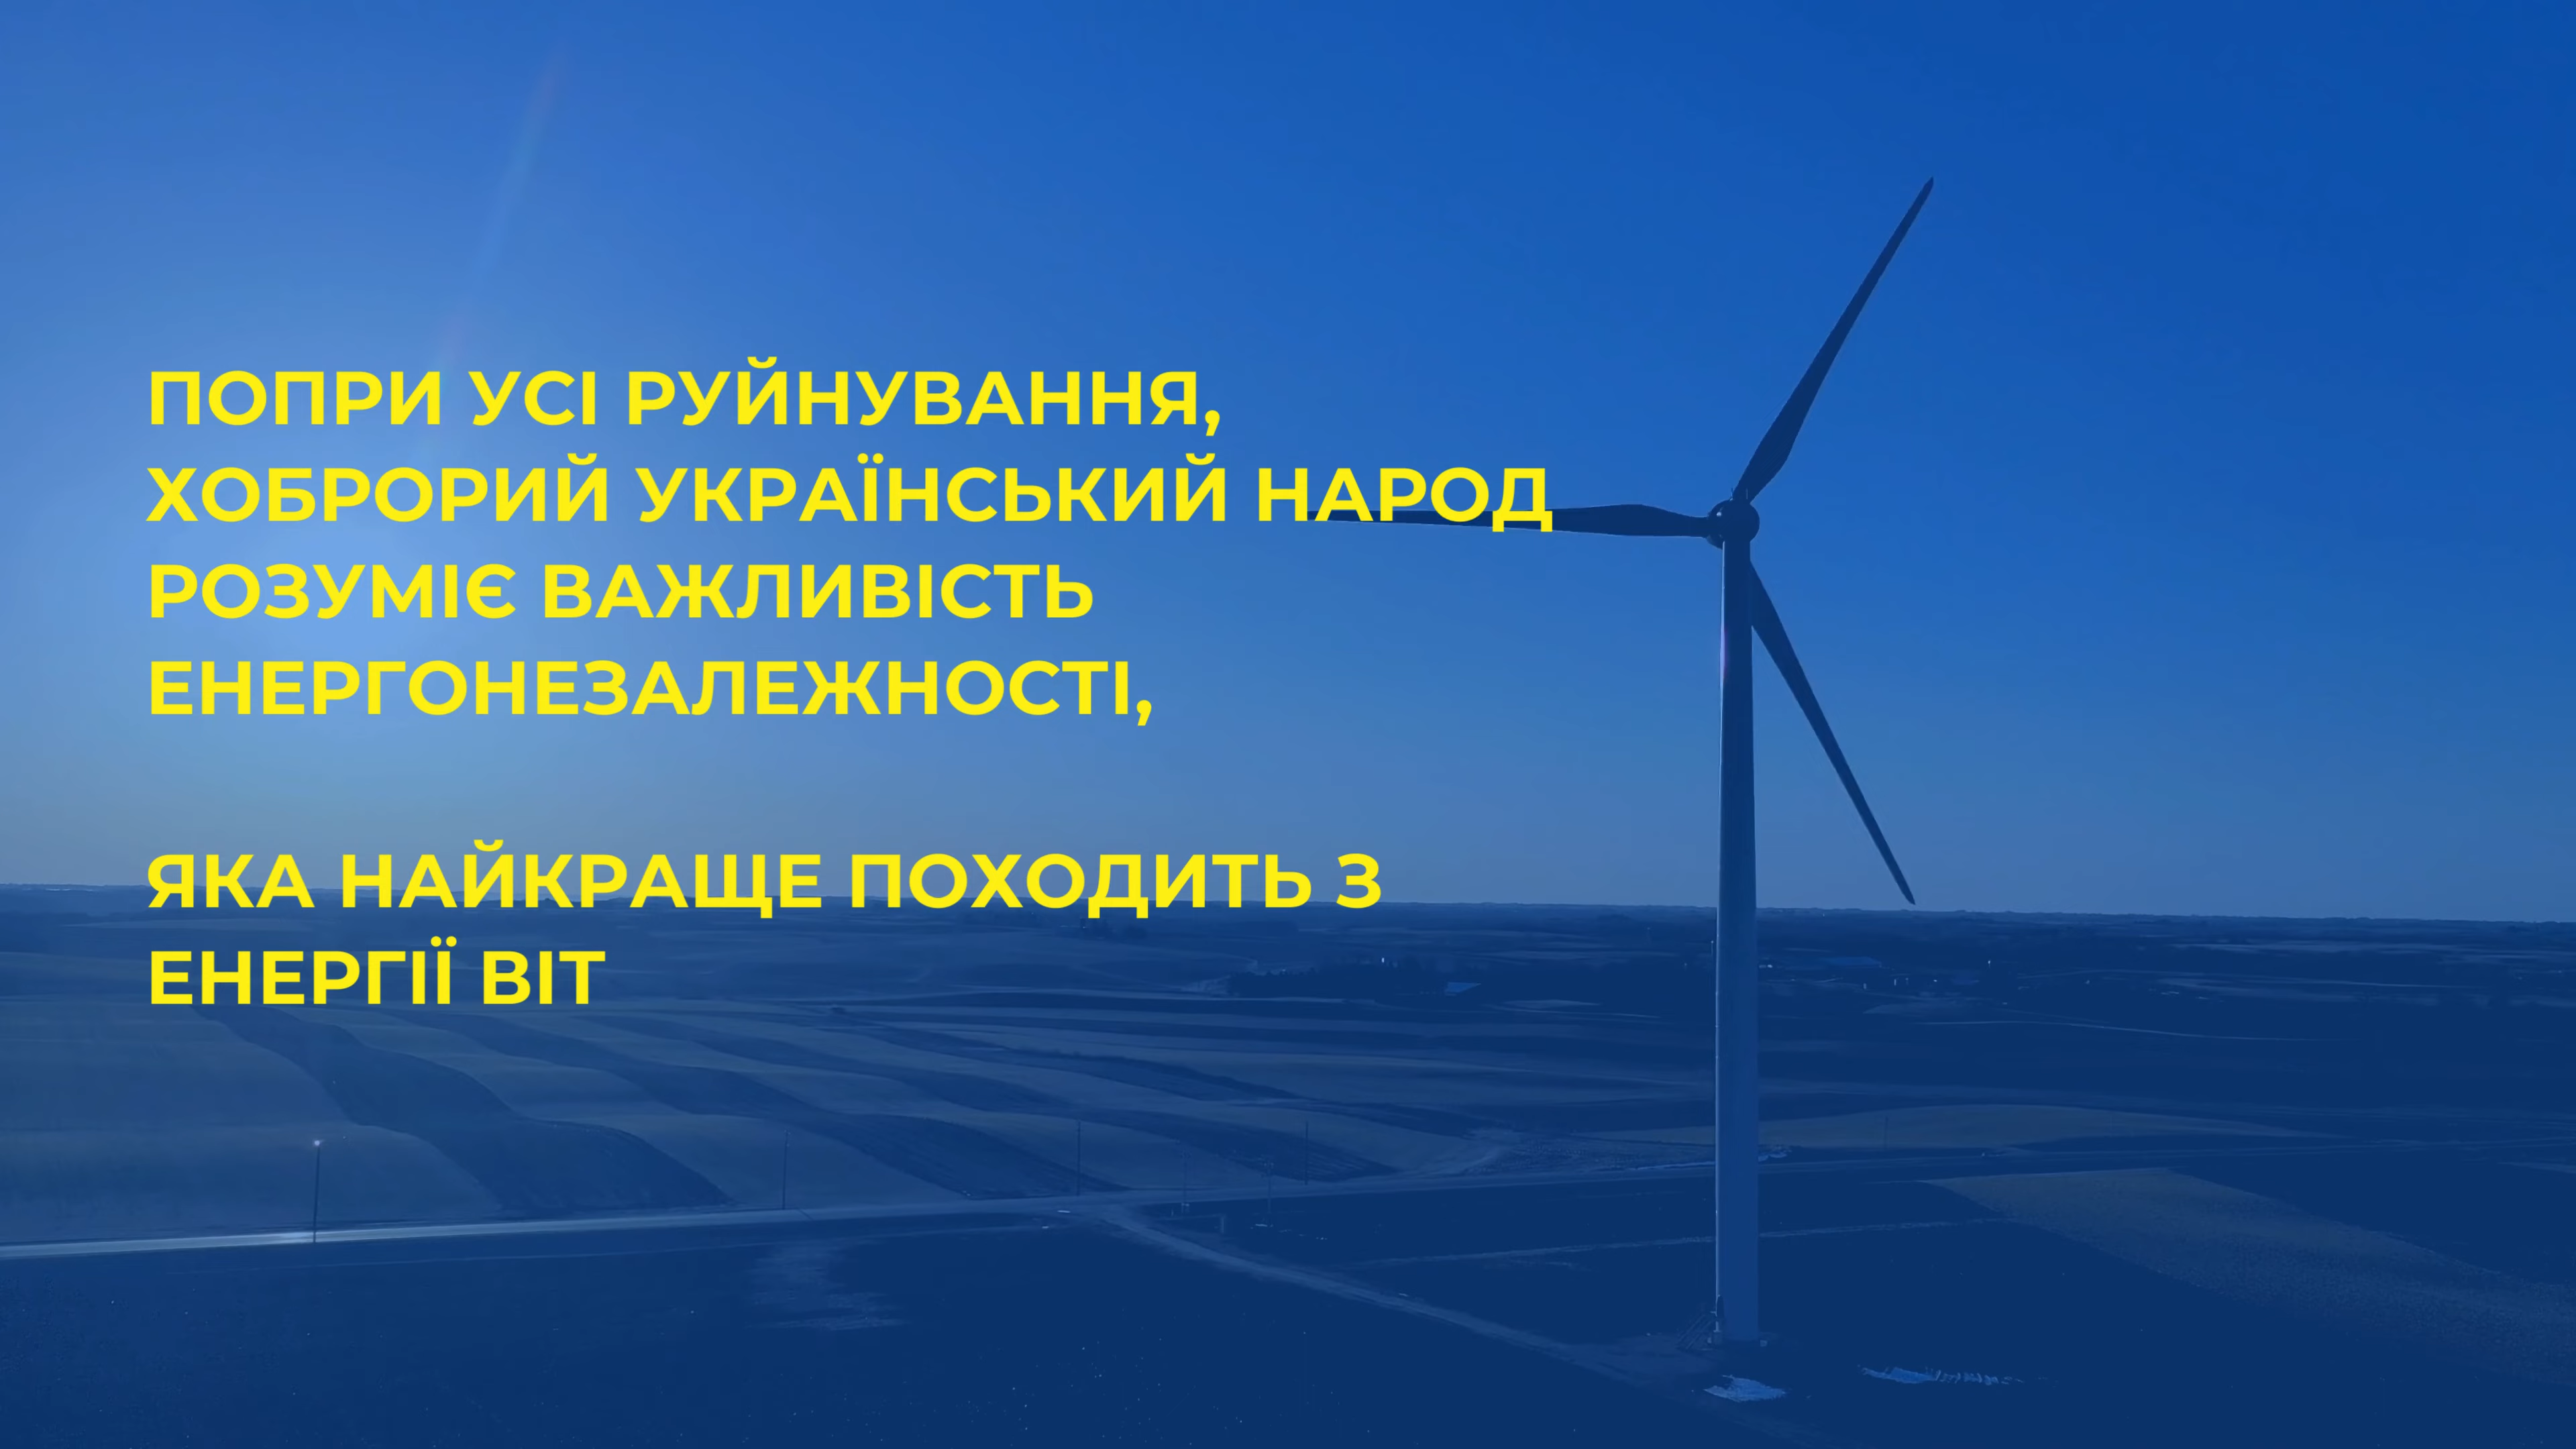 ПОПРИ УСІ РУЙНУВАННЯ,
ХОБРОРИЙ УКРАЇНСЬКИЙ НАРОД
РОЗУМІЄ ВАЖЛИВІСТЬ
ЕНЕРГОНЕЗАЛЕЖНОСТІ,
ЯКА НАЙКРАЩЕ ПОХОДИТЬ З
ЕНЕРГІЇ ВІТ